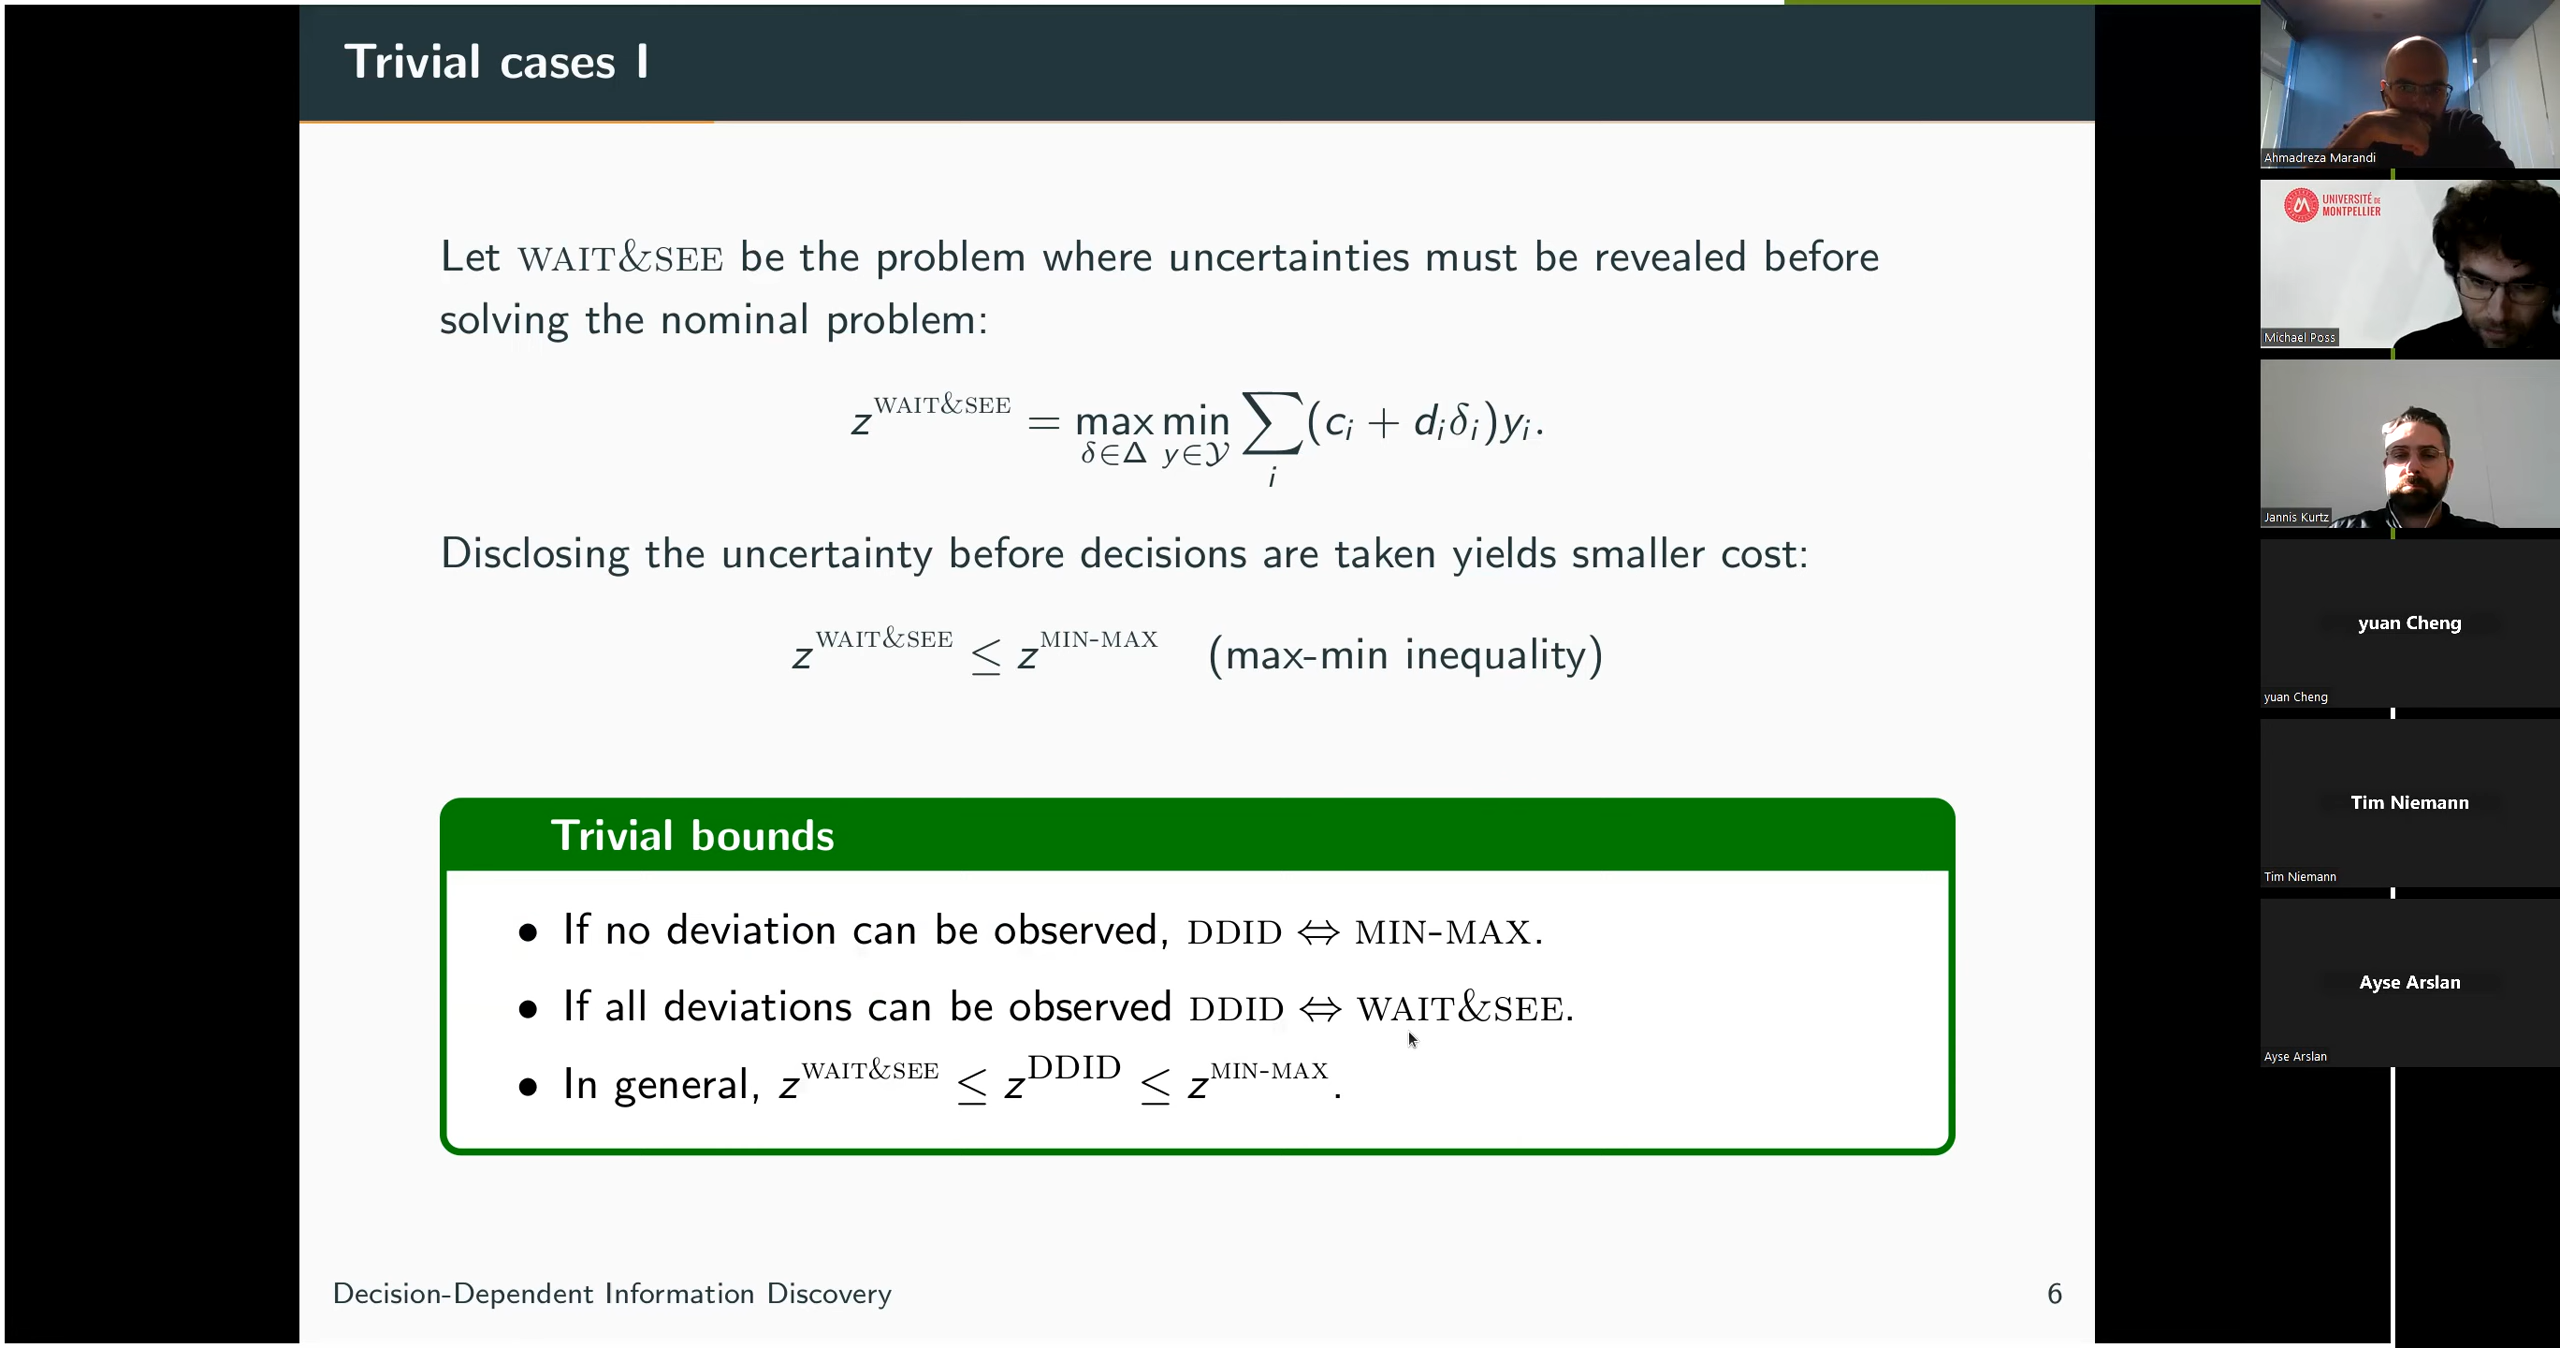 Trivial cases I
Let WAIT&SEE be the problem where uncertainties must be revealed before
solving the nominal problem:
z^{WAIT&SEE} = max_{δ∈Δ} min_{y∈𝒴} ∑_i (c_i + d_iδ_i)y_i.
Disclosing the uncertainty before decisions are taken yields smaller cost:
z^{WAIT&SEE} ≤ z^{MIN-MAX} (max-min inequality)
Trivial bounds
• If no deviation can be observed, DDID ⇔ MIN-MAX.
• If all deviations can be observed DDID ⇔ WAIT&SEE.
• In general, z^{WAIT&SEE} ≤ z^{DDID} ≤ z^{MIN-MAX}.
Decision-Dependent Information Discovery
6
Ahmadreza Marandi
UNIVERSITÉ DE
MONTPELLIER
Michael Poss
Jannis Kurtz
yuan Cheng
yuan Cheng
Tim Niemann
Tim Niemann
Ayse Arslan
Ayse Arslan